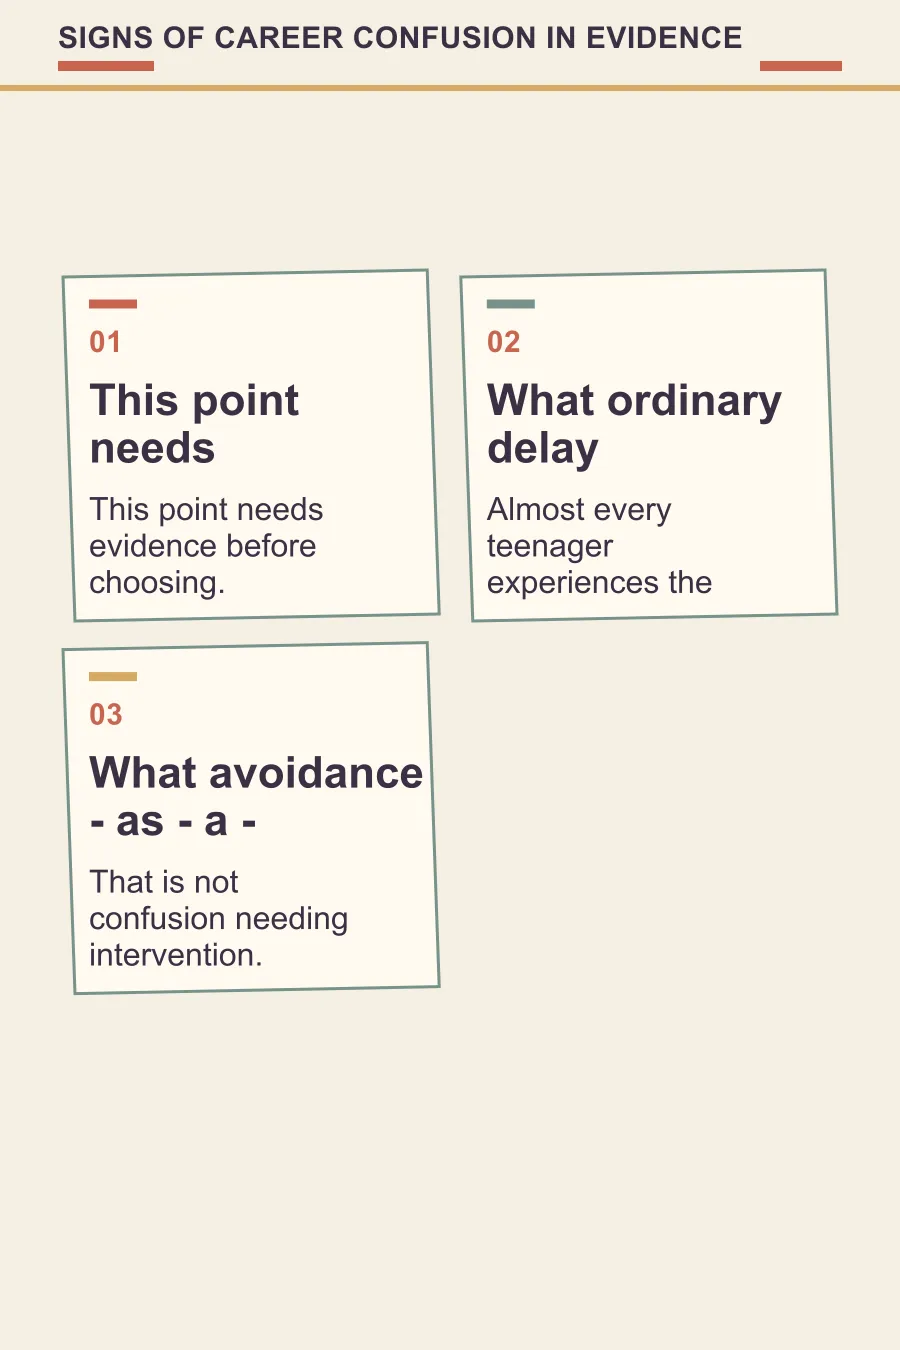 SIGNS OF CAREER CONFUSION IN EVIDENCE
01
This point
needs
This point needs
evidence before
choosing.
02
What ordinary
delay
Almost every
teenager
experiences the
03
What avoidance
- as - a -
That is not
confusion needing
intervention.